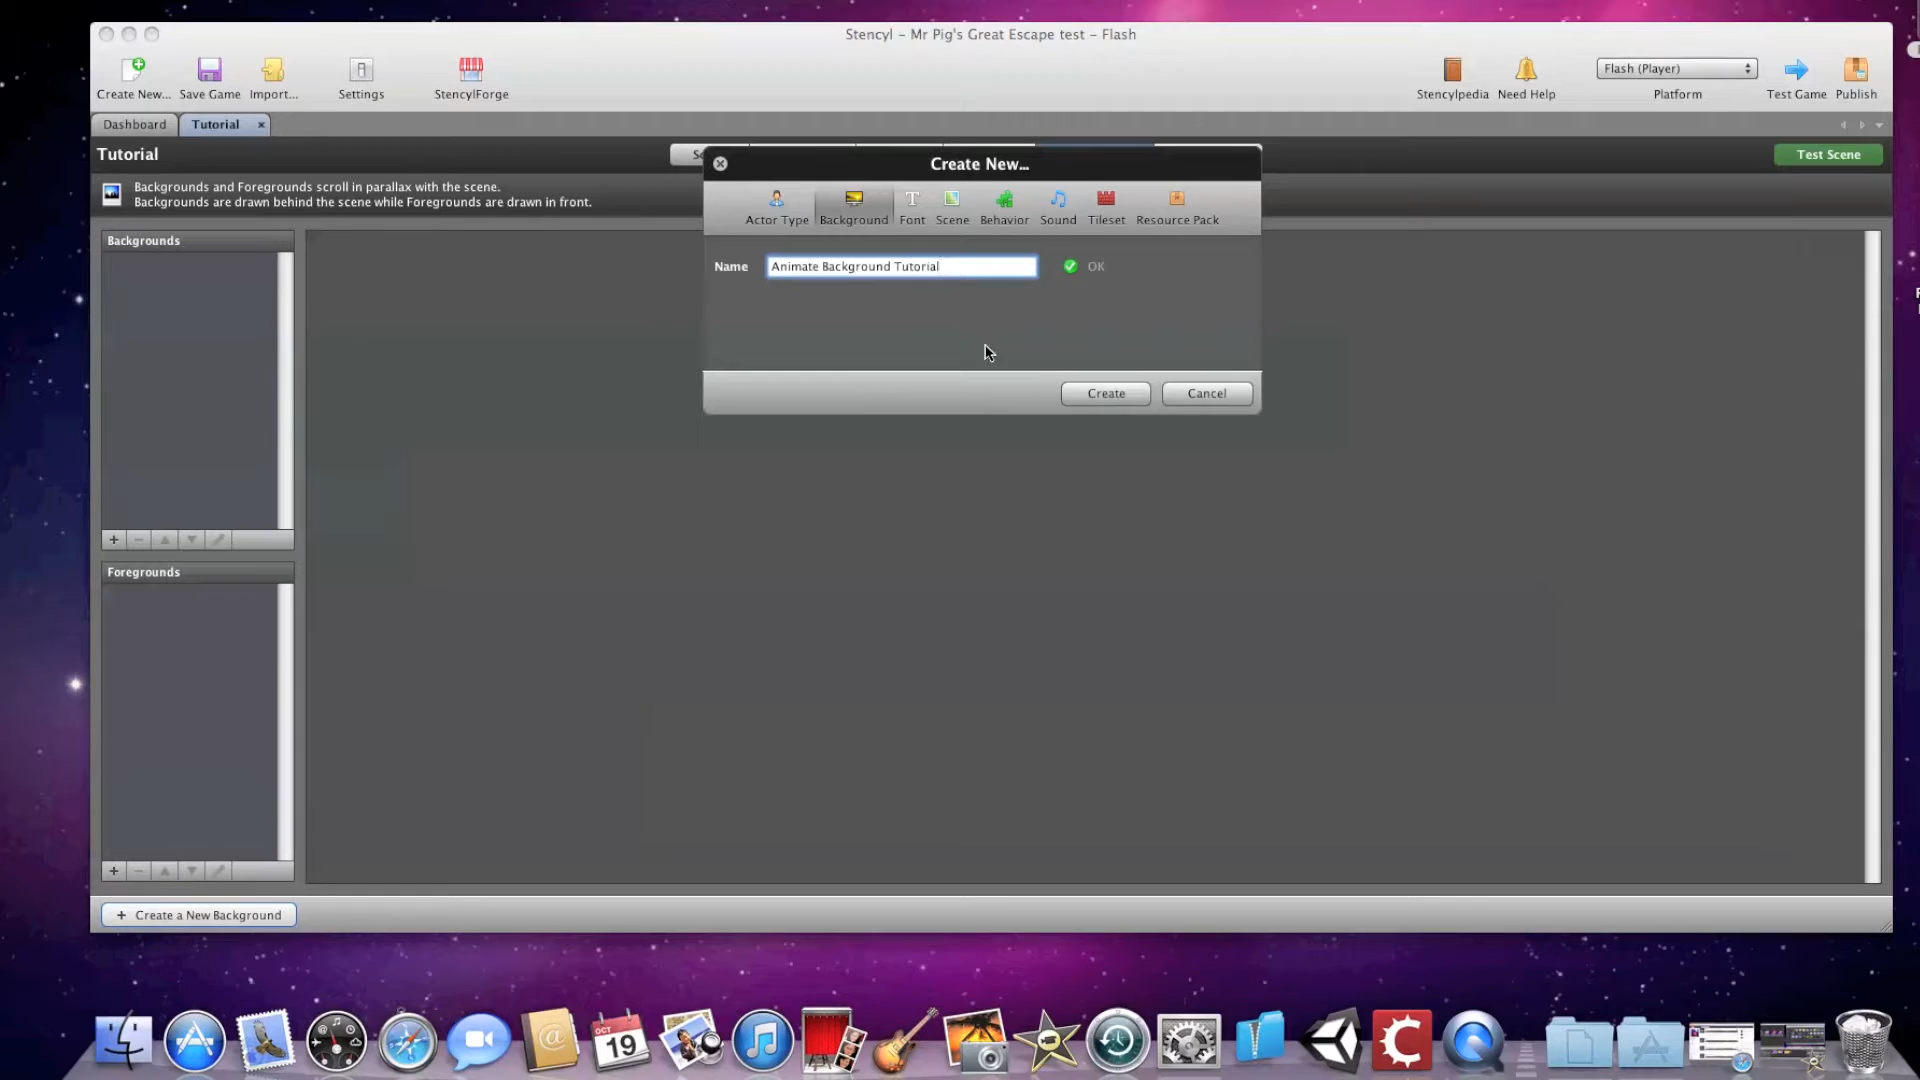 Stencyl – Mr Pig's Great Escape test – Flash
Create New...
Save Game
Import...
Settings
StencylForge
Stencylpedia
Need Help
Flash (Player)
Platform
Test Game
Publish
Dashboard
Tutorial
Tutorial
Test Scene
Backgrounds and Foregrounds scroll in parallax with the scene.
Backgrounds are drawn behind the scene while Foregrounds are drawn in front.
Create New...
Actor Type
Background
Font
Scene
Behavior
Sound
Tileset
Resource Pack
Name
Animate Background Tutorial
OK
Create
Cancel
Backgrounds
Foregrounds
+ Create a New Background
OCT
19